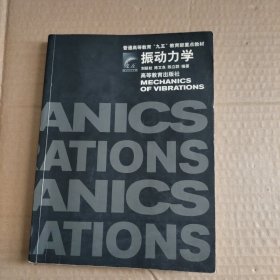 普通高等教育“九五”教育部重点教材
振动力学
刘延柱 陈文良 陈立群 编著
高等教育出版社
MECHANICS
OF VIBRATIONS
ANICS
RATIONS
ANICS
RATIONS